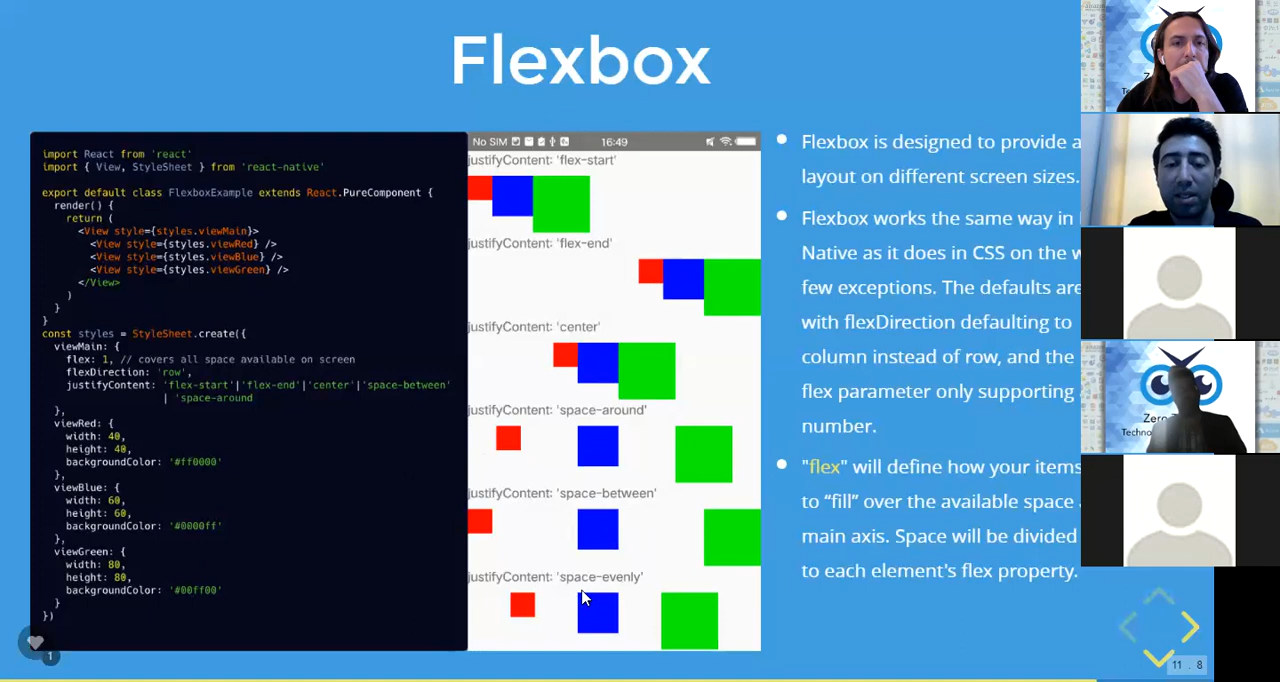 Flexbox
import React from 'react'
import { View, StyleSheet } from 'react-native'
export default class FlexboxExample extends React.PureComponent {
render() {
return (
<View style={styles.viewMain}>
<View style={styles.viewRed} />
<View style={styles.viewBlue} />
<View style={styles.viewGreen} />
</View>
)
}
}
const styles = StyleSheet.create({
viewMain: {
flex: 1, // covers all space available on screen
flexDirection: 'row',
justifyContent: 'flex-start'|'flex-end'|'center'|'space-between'
| 'space-around
},
viewRed: {
width: 40,
height: 40,
backgroundColor: '#ff0000'
},
viewBlue: {
width: 60,
height: 60,
backgroundColor: '#0000ff'
},
viewGreen: {
width: 80,
height: 80,
backgroundColor: '#00ff00'
}
})
1
No SIM 16:49
justifyContent: 'flex-start'
justifyContent: 'flex-end'
justifyContent: 'center'
justifyContent: 'space-around'
justifyContent: 'space-between'
justifyContent: 'space-evenly'
• Flexbox is designed to provide a
layout on different screen sizes.
• Flexbox works the same way in
Native as it does in CSS on the w
few exceptions. The defaults are
with flexDirection defaulting to
column instead of row, and the
flex parameter only supporting
number.
• "flex" will define how your items
to “fill” over the available space
main axis. Space will be divided
to each element's flex property.
11 . 8